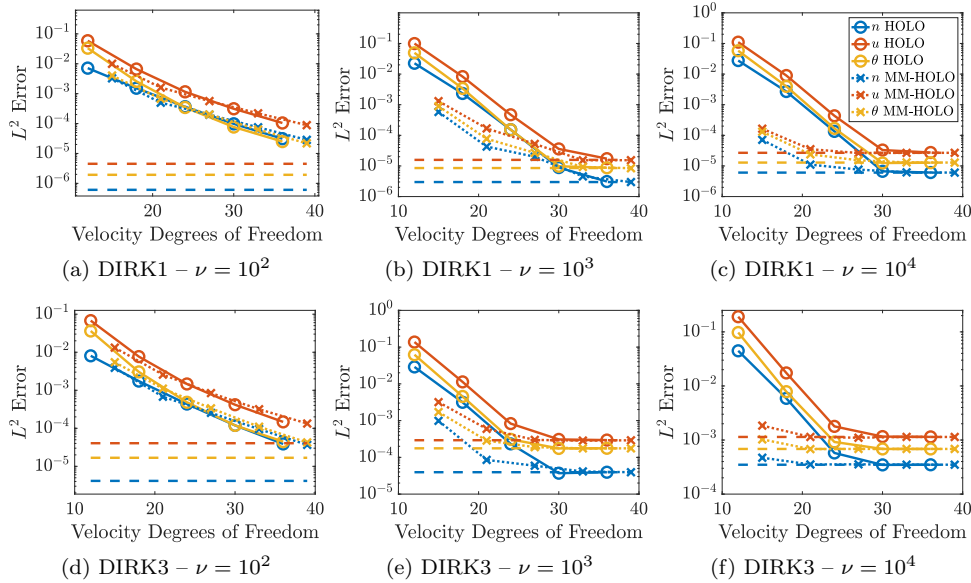 10^{-1}
10^{-2}
10^{-3}
10^{-4}
10^{-5}
10^{-6}
L^2 Error
20
30
40
Velocity Degrees of Freedom
(a) DIRK1 – ν = 10^2
10^0
10^{-1}
10^{-2}
10^{-3}
10^{-4}
10^{-5}
10^{-6}
L^2 Error
10
20
30
40
Velocity Degrees of Freedom
(b) DIRK1 – ν = 10^3
10^0
10^{-1}
10^{-2}
10^{-3}
10^{-4}
10^{-5}
10^{-6}
L^2 Error
n HOLO
u HOLO
θ HOLO
n MM-HOLO
u MM-HOLO
θ MM-HOLO
10
20
30
40
Velocity Degrees of Freedom
(c) DIRK1 – ν = 10^4
10^{-1}
10^{-2}
10^{-3}
10^{-4}
10^{-5}
L^2 Error
20
30
40
Velocity Degrees of Freedom
(d) DIRK3 – ν = 10^2
10^0
10^{-1}
10^{-2}
10^{-3}
10^{-4}
10^{-5}
L^2 Error
10
20
30
40
Velocity Degrees of Freedom
(e) DIRK3 – ν = 10^3
10^{-1}
10^{-2}
10^{-3}
10^{-4}
L^2 Error
10
20
30
40
Velocity Degrees of Freedom
(f) DIRK3 – ν = 10^4